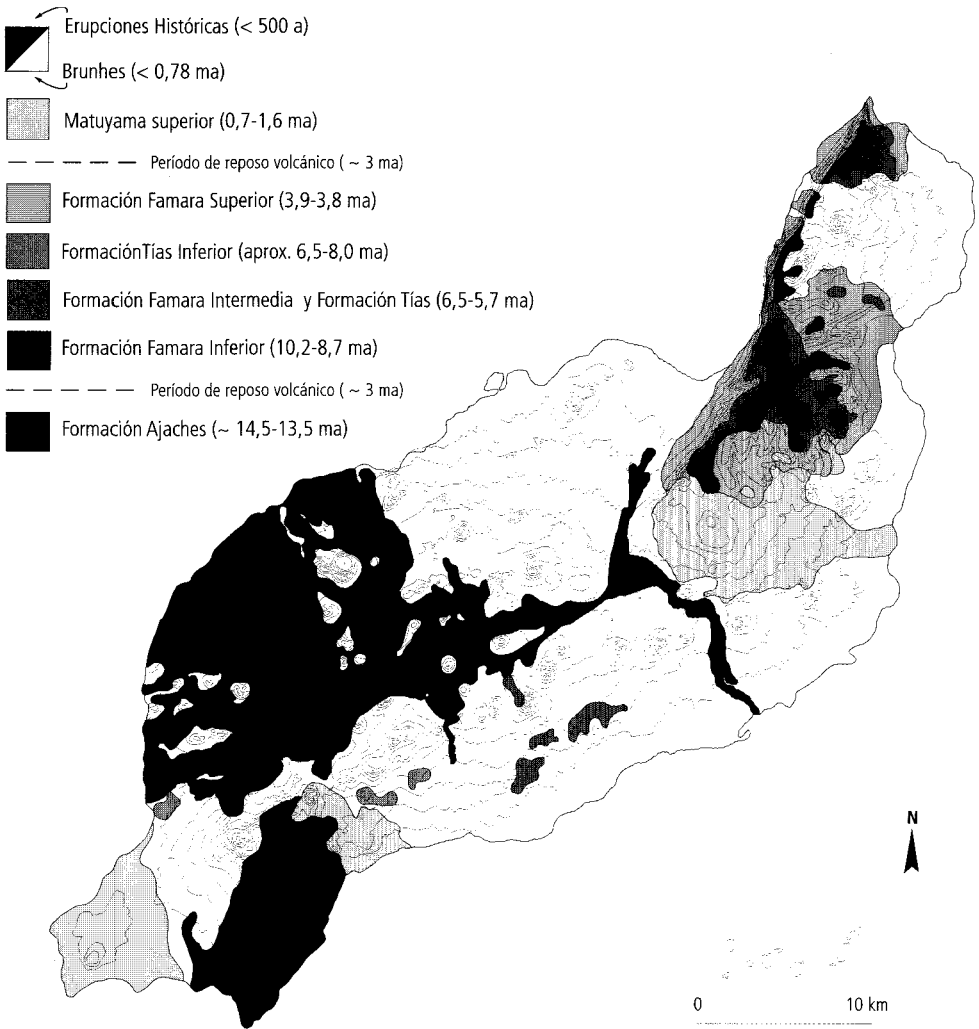 Erupciones Históricas (< 500 a)
Brunhes (< 0,78 ma)
Matuyama superior (0,7-1,6 ma)
Período de reposo volcánico ( ~ 3 ma)
Formación Famara Superior (3,9-3,8 ma)
FormaciónTías Inferior (aprox. 6,5-8,0 ma)
Formación Famara Intermedia y Formación Tías (6,5-5,7 ma)
Formación Famara Inferior (10,2-8,7 ma)
Período de reposo volcánico ( ~ 3 ma)
Formación Ajaches (~ 14,5-13,5 ma)
N
0 10 km